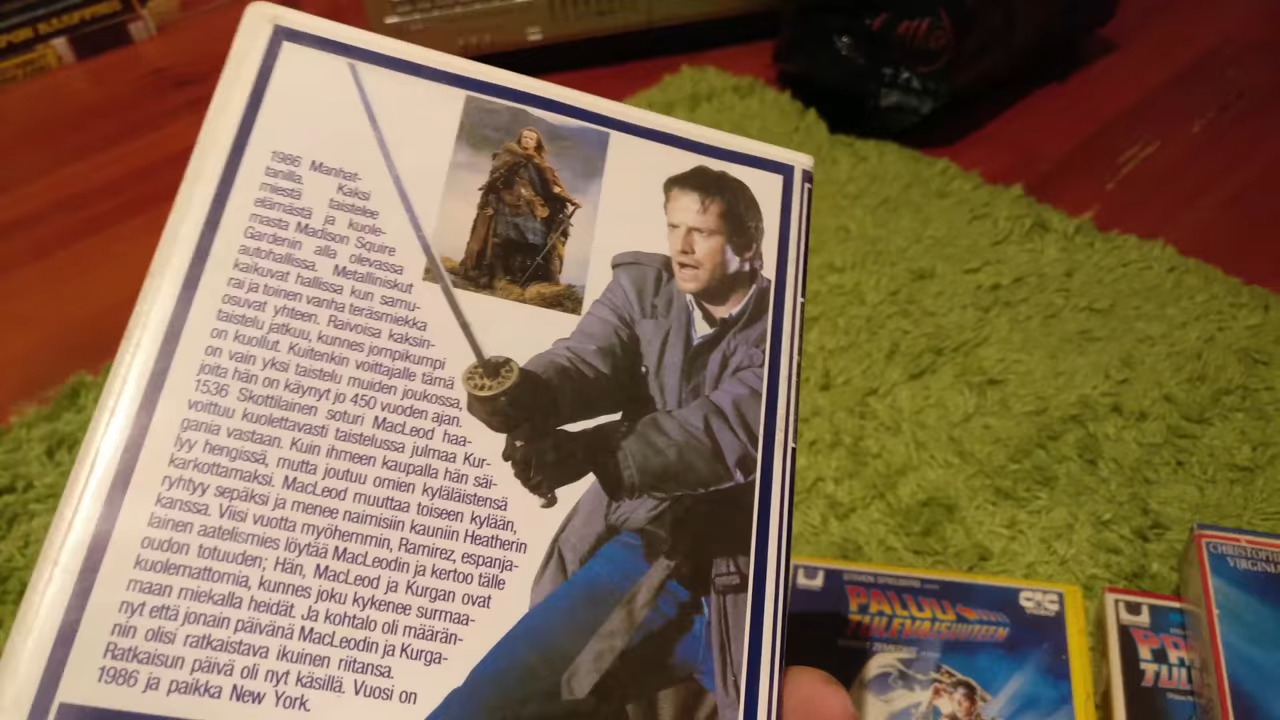 1986 Manhat-
tanilla. Kaksi
miestä taistelee
elämästä ja kuole-
masta Madison Squire
Gardenin alla olevassa
autohallissa. Metalliniskut
kaikuvat hallissa kun samu-
rai ja toinen vanha teräsmiekka
osuvat yhteen. Raivoisa kaksin-
taistelu jatkuu, kunnes jompikumpi
on kuollut. Kuitenkin voittajalle tämä
on vain yksi taistelu muiden joukossa,
joita hän on käynyt jo 450 vuoden ajan.
1536 Skottilainen soturi MacLeod haa-
voittuu kuolettavasti taistelussa julmaa Kur-
gania vastaan. Kuin ihmeen kaupalla hän säi-
lyy hengissä, mutta joutuu omien kyläläistensä
karkottamaksi. MacLeod muuttaa toiseen kylään,
ryhtyy sepäksi ja menee naimisiin kauniin Heatherin
kanssa. Viisi vuotta myöhemmin, Ramirez, espanja-
lainen aatelismies löytää MacLeodin ja kertoo tälle
oudon totuuden; Hän, MacLeod ja Kurgan ovat
kuolemattomia, kunnes joku kykenee surmaa-
maan miekalla heidät. Ja kohtalo oli määrän-
nyt että jonain päivänä MacLeodin ja Kurga-
nin olisi ratkaistava ikuinen riitansa.
Ratkaisun päivä oli nyt käsillä. Vuosi on
1986 ja paikka New York.
STEVEN SPIELBERG
PALUU
TULEVAISUUTEEN
CIC
PA
TUL
CHRISTOPH
VIRGINIA